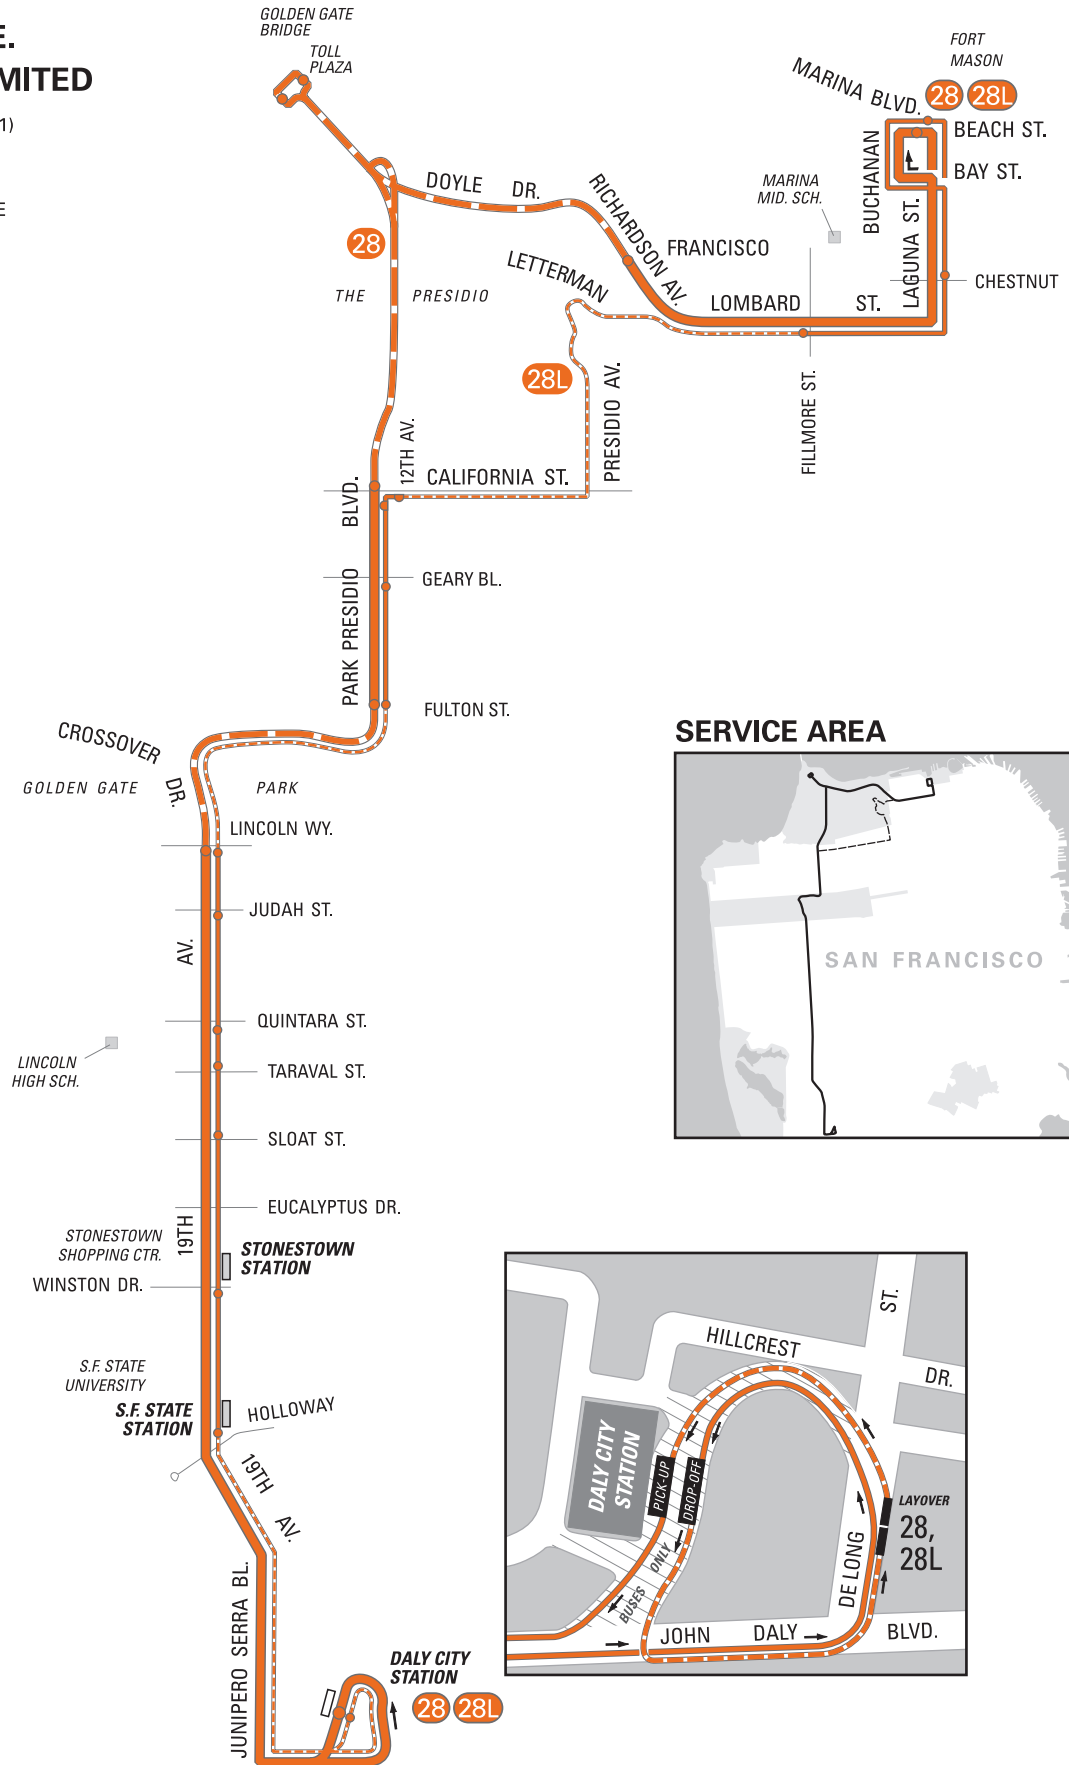 E.
MITED
1)
E
GOLDEN GATE
BRIDGE
TOLL
PLAZA
FORT
MASON
28 28L
MARINA BLVD.
BEACH ST.
BUCHANAN
BAY ST.
MARINA
MID. SCH.
LAGUNA ST.
DOYLE DR.
RICHARDSON AV.
FRANCISCO
28
LETTERMAN
THE PRESIDIO
LOMBARD ST.
CHESTNUT
28L
PRESIDIO AV.
FILLMORE ST.
12TH AV.
CALIFORNIA ST.
PARK PRESIDIO BLVD.
GEARY BL.
FULTON ST.
CROSSOVER DR.
GOLDEN GATE PARK
LINCOLN WY.
JUDAH ST.
19TH AV.
QUINTARA ST.
LINCOLN
HIGH SCH.
TARAVAL ST.
SLOAT ST.
EUCALYPTUS DR.
STONESTOWN
SHOPPING CTR.
STONESTOWN
STATION
WINSTON DR.
S.F. STATE
UNIVERSITY
S.F. STATE
STATION
HOLLOWAY
19TH AV.
JUNIPERO SERRA BL.
DALY CITY
STATION
28 28L
SERVICE AREA
SAN FRANCISCO
HILLCREST DR.
ST.
DALY CITY
STATION
PICK-UP
DROP-OFF
BUSES ONLY
LAYOVER
28,
28L
DE LONG
JOHN DALY BLVD.